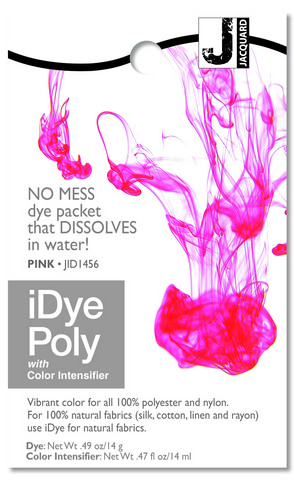 J
JACQUARD
NO MESS
dye packet
that DISSOLVES
in water!
PINK • JID1456
iDye
Poly
with
Color Intensifier
Vibrant color for all 100% polyester and nylon.
For 100% natural fabrics (silk, cotton, linen and rayon)
use iDye for natural fabrics.
Dye: Net Wt .49 oz/14 g
Color Intensifier: Net Wt .47 fl oz/14 ml